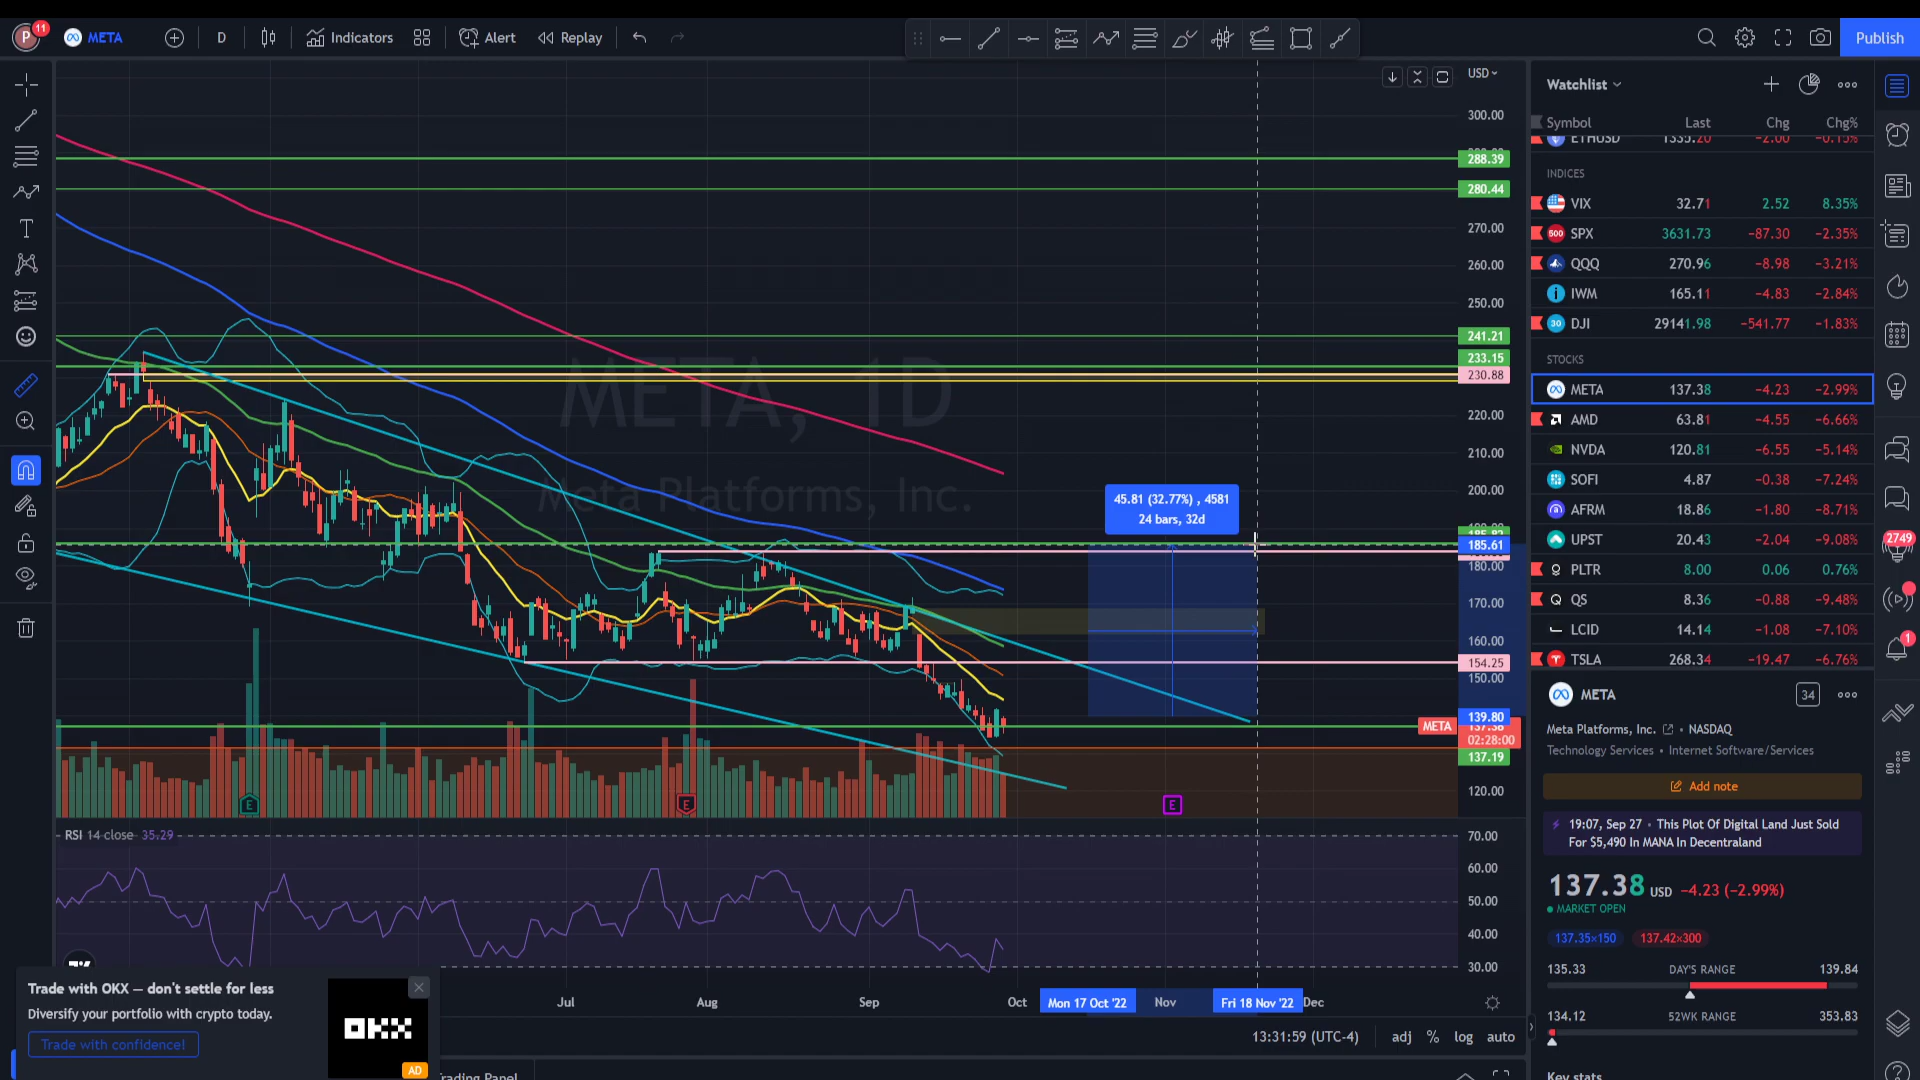 P 11 META D Indicators Alert Replay Publish
USD
300.00
288.39
280.44
270.00
260.00
250.00
241.21
233.15
230.88
220.00
210.00
200.00
185.61
180.00
170.00
160.00
154.25
150.00
139.80
META
02:28:00
137.19
120.00
META, 1D
Meta Platforms, Inc.
45.81 (32.77%) , 4581
24 bars, 32d
E E E
RSI 14 close 35.29
70.00
60.00
50.00
40.00
30.00
Jul Aug Sep Oct Mon 17 Oct '22 Nov Fri 18 Nov '22 Dec
13:31:59 (UTC-4) adj % log auto
Trading Panel
Trade with OKX — don't settle for less
Diversify your portfolio with crypto today.
Trade with confidence!
OKX
AD
Watchlist
Symbol Last Chg Chg%
ETHUSD 1335.20 −2.00 −0.15%
INDICES
VIX 32.71 2.52 8.35%
500 SPX 3631.73 −87.30 −2.35%
QQQ 270.96 −8.98 −3.21%
IWM 165.11 −4.83 −2.84%
30 DJI 29141.98 −541.77 −1.83%
STOCKS
META 137.38 −4.23 −2.99%
AMD 63.81 −4.55 −6.66%
NVDA 120.81 −6.55 −5.14%
SOFI 4.87 −0.38 −7.24%
AFRM 18.86 −1.80 −8.71%
UPST 20.43 −2.04 −9.08%
PLTR 8.00 0.06 0.76%
QS 8.36 −0.88 −9.48%
LCID 14.14 −1.08 −7.10%
TSLA 268.34 −19.47 −6.76%
META 34
Meta Platforms, Inc. • NASDAQ
Technology Services • Internet Software/Services
Add note
19:07, Sep 27 • This Plot Of Digital Land Just Sold
For $5,490 In MANA In Decentraland
137.38 USD −4.23 (−2.99%)
MARKET OPEN
137.35×150 137.42×300
135.33 DAY'S RANGE 139.84
134.12 52WK RANGE 353.83
Key stats
2749
1